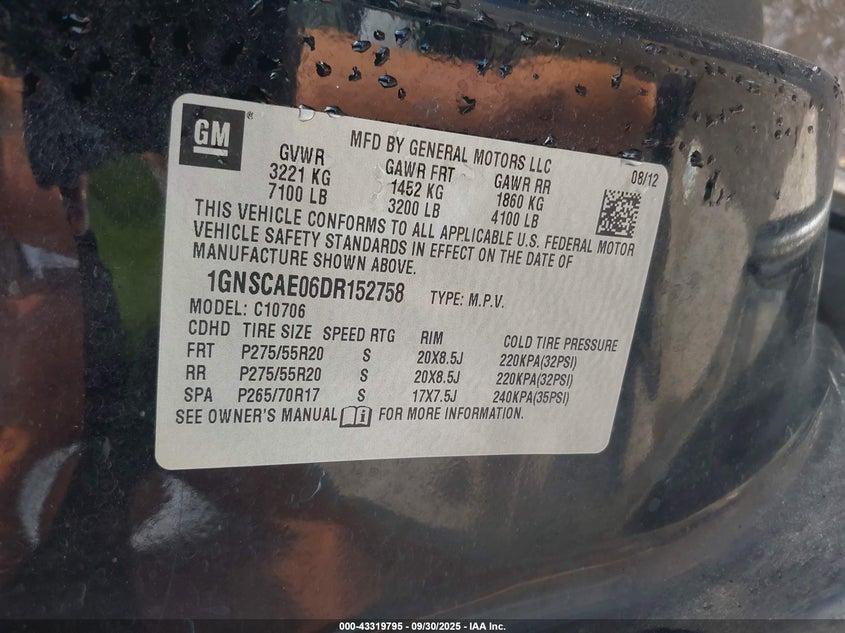 GM ®
MFD BY GENERAL MOTORS LLC
08/12
GVWR GAWR FRT GAWR RR
3221 KG 1452 KG 1860 KG
7100 LB 3200 LB 4100 LB
THIS VEHICLE CONFORMS TO ALL APPLICABLE U.S. FEDERAL MOTOR
VEHICLE SAFETY STANDARDS IN EFFECT ON THE DATE OF
MANUFACTURE SHOWN ABOVE.
1GNSCAE06DR152758 TYPE: M.P.V.
MODEL: C10706
CDHD TIRE SIZE SPEED RTG RIM COLD TIRE PRESSURE
FRT P275/55R20 S 20X8.5J 220KPA(32PSI)
RR P275/55R20 S 20X8.5J 220KPA(32PSI)
SPA P265/70R17 S 17X7.5J 240KPA(35PSI)
SEE OWNER'S MANUAL i FOR MORE INFORMATION.
000-43319795 - 09/30/2025 - IAA Inc.